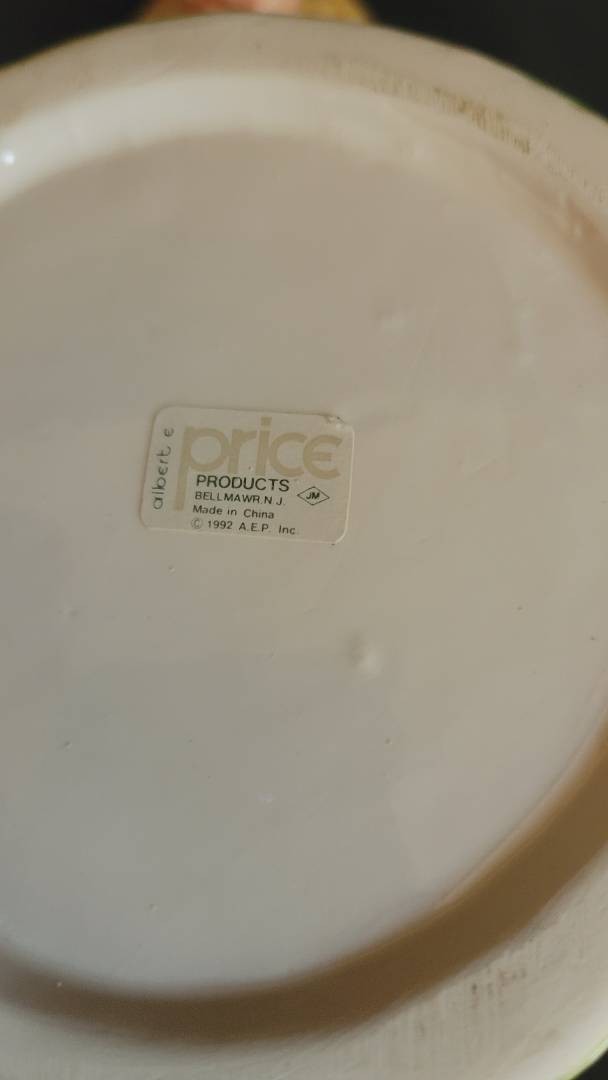 albert e
price
PRODUCTS
BELLMAWR.N.J.
JM
Made in China
© 1992 A.E.P. Inc.